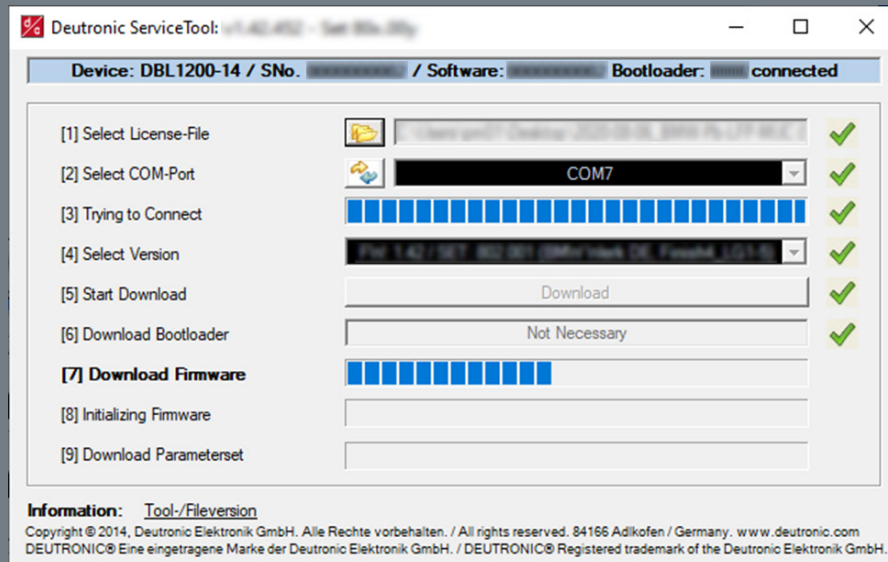 Deutronic ServiceTool:
Device: DBL1200-14 / SNo. / Software: Bootloader: connected
[1] Select License-File
[2] Select COM-Port COM7
[3] Trying to Connect
[4] Select Version
[5] Start Download Download
[6] Download Bootloader Not Necessary
[7] Download Firmware
[8] Initializing Firmware
[9] Download Parameterset
Information: Tool-/Fileversion
Copyright © 2014, Deutronic Elektronik GmbH. Alle Rechte vorbehalten. / All rights reserved. 84166 Adlkofen / Germany. www.deutronic.com
DEUTRONIC® Eine eingetragene Marke der Deutronic Elektronik GmbH. / DEUTRONIC® Registered trademark of the Deutronic Elektronik GmbH.